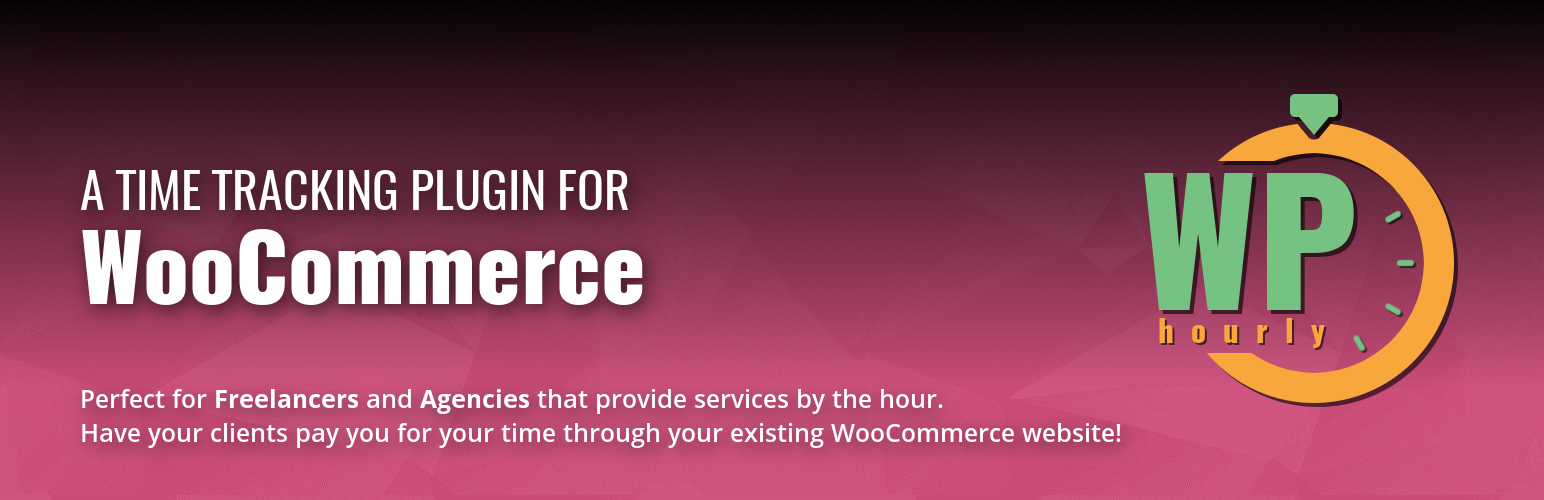 A TIME TRACKING PLUGIN FOR
WooCommerce
WP
hourly
Perfect for Freelancers and Agencies that provide services by the hour.
Have your clients pay you for your time through your existing WooCommerce website!